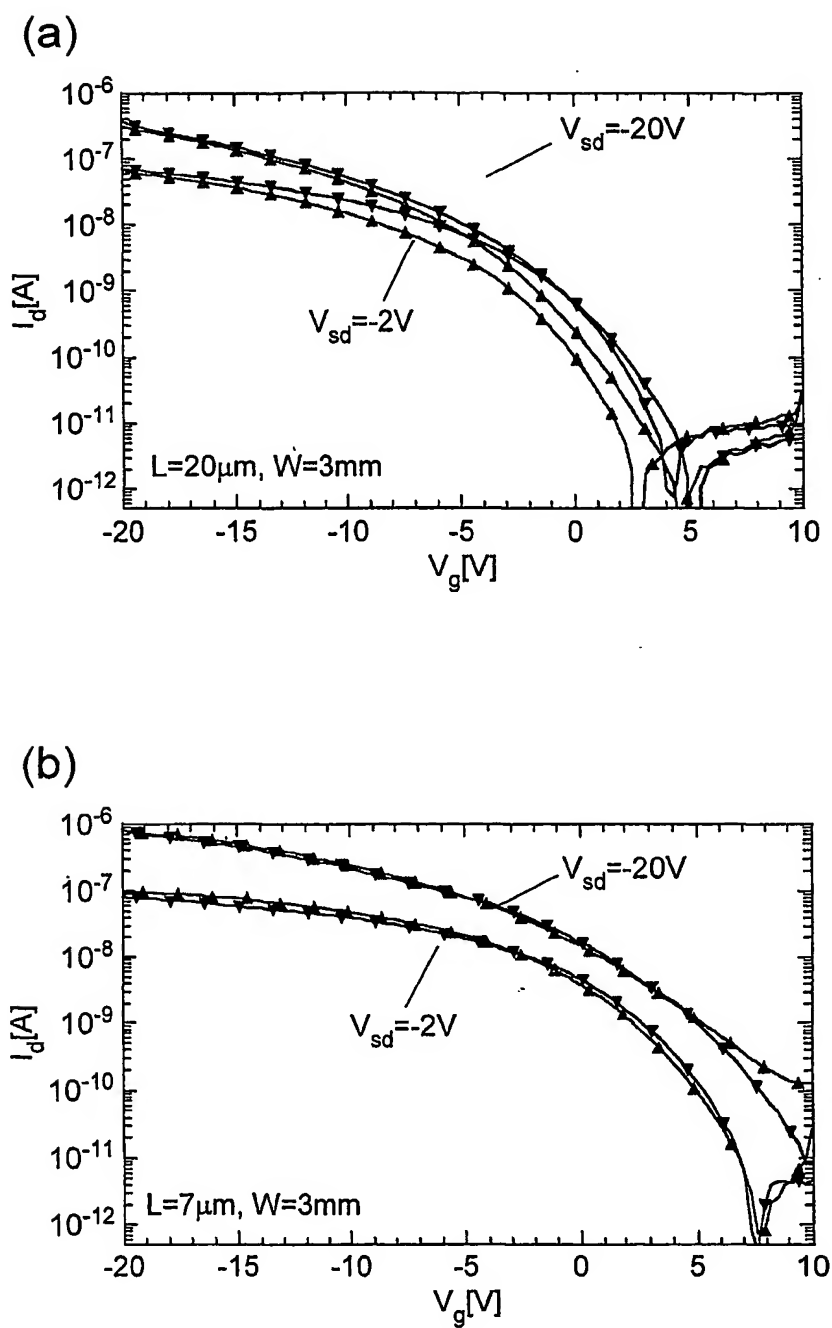 (a)
10⁻⁶
10⁻⁷
10⁻⁸
10⁻⁹
10⁻¹⁰
10⁻¹¹
10⁻¹²
I_d[A]
V_sd=-20V
V_sd=-2V
L=20μm, W=3mm
-20 -15 -10 -5 0 5 10
V_g[V]
(b)
10⁻⁶
10⁻⁷
10⁻⁸
10⁻⁹
10⁻¹⁰
10⁻¹¹
10⁻¹²
I_d[A]
V_sd=-20V
V_sd=-2V
L=7μm, W=3mm
-20 -15 -10 -5 0 5 10
V_g[V]